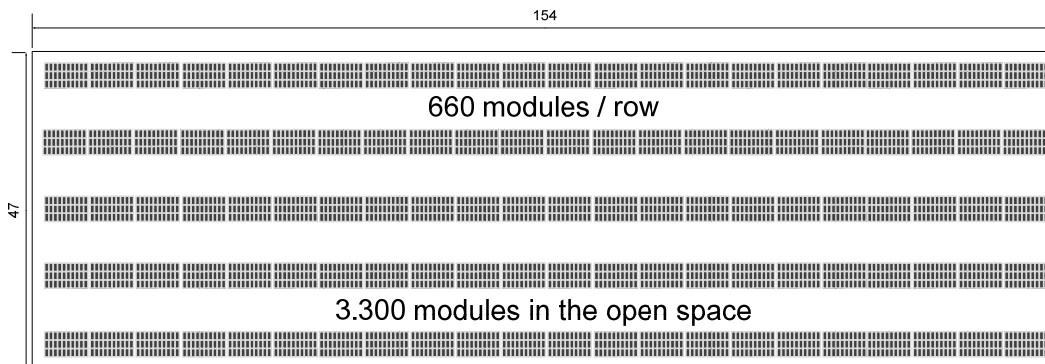 154
660 modules / row
47
3.300 modules in the open space